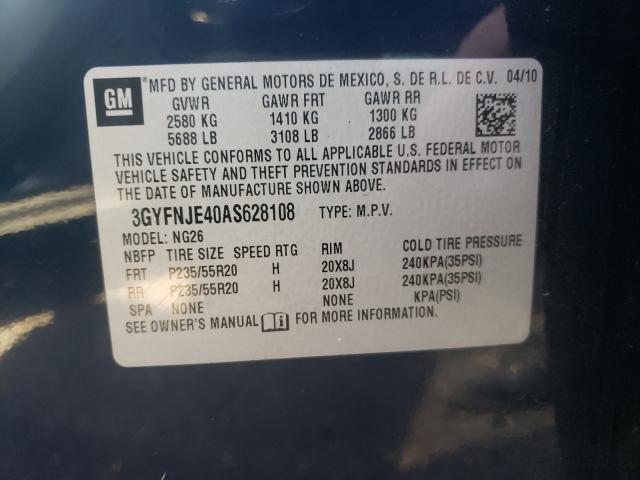 GM
MFD BY GENERAL MOTORS DE MEXICO, S. DE R.L. DE C.V. 04/10
GVWR GAWR FRT GAWR RR
2580 KG 1410 KG 1300 KG
5688 LB 3108 LB 2866 LB
THIS VEHICLE CONFORMS TO ALL APPLICABLE U.S. FEDERAL MOTOR
VEHICLE SAFETY AND THEFT PREVENTION STANDARDS IN EFFECT ON
THE DATE OF MANUFACTURE SHOWN ABOVE.
3GYFNJE40AS628108 TYPE: M.P.V.
MODEL: NG26
NBFP TIRE SIZE SPEED RTG RIM COLD TIRE PRESSURE
FRT P235/55R20 H 20X8J 240KPA(35PSI)
RR P235/55R20 H 20X8J 240KPA(35PSI)
SPA NONE NONE KPA(PSI)
SEE OWNER'S MANUAL FOR MORE INFORMATION.